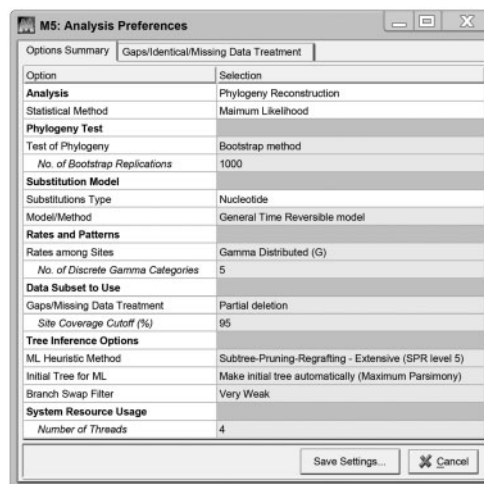 M5: Analysis Preferences
Options Summary Gaps/Identical/Missing Data Treatment
Option Selection
Analysis Phylogeny Reconstruction
Statistical Method Maimum Likelihood
Phylogeny Test
Test of Phylogeny Bootstrap method
No. of Bootstrap Replications 1000
Substitution Model
Substitutions Type Nucleotide
Model/Method General Time Reversible model
Rates and Patterns
Rates among Sites Gamma Distributed (G)
No. of Discrete Gamma Categories 5
Data Subset to Use
Gaps/Missing Data Treatment Partial deletion
Site Coverage Cutoff (%) 95
Tree Inference Options
ML Heuristic Method Subtree-Pruning-Regrafting - Extensive (SPR level 5)
Initial Tree for ML Make initial tree automatically (Maximum Parsimony)
Branch Swap Filter Very Weak
System Resource Usage
Number of Threads 4
Save Settings... Cancel